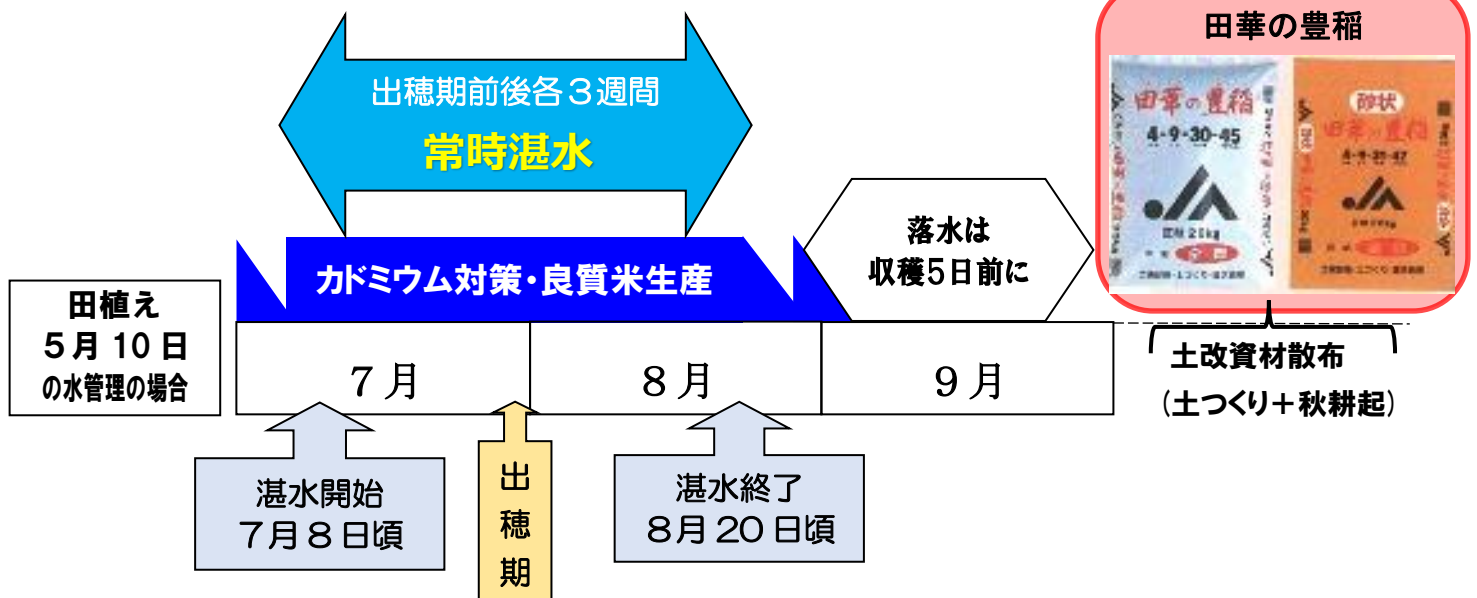 田華の豊稲
田華の豊稲
4-9-30-45
砂状
田華の豊稲
出穂期前後各３週間
常時湛水
カドミウム対策・良質米生産
落水は
収穫5日前に
田植え
５月10日
の水管理の場合
７月
８月
９月
土改資材散布
(土つくり＋秋耕起)
湛水開始
７月８日頃
出
穂
期
湛水終了
８月20日頃